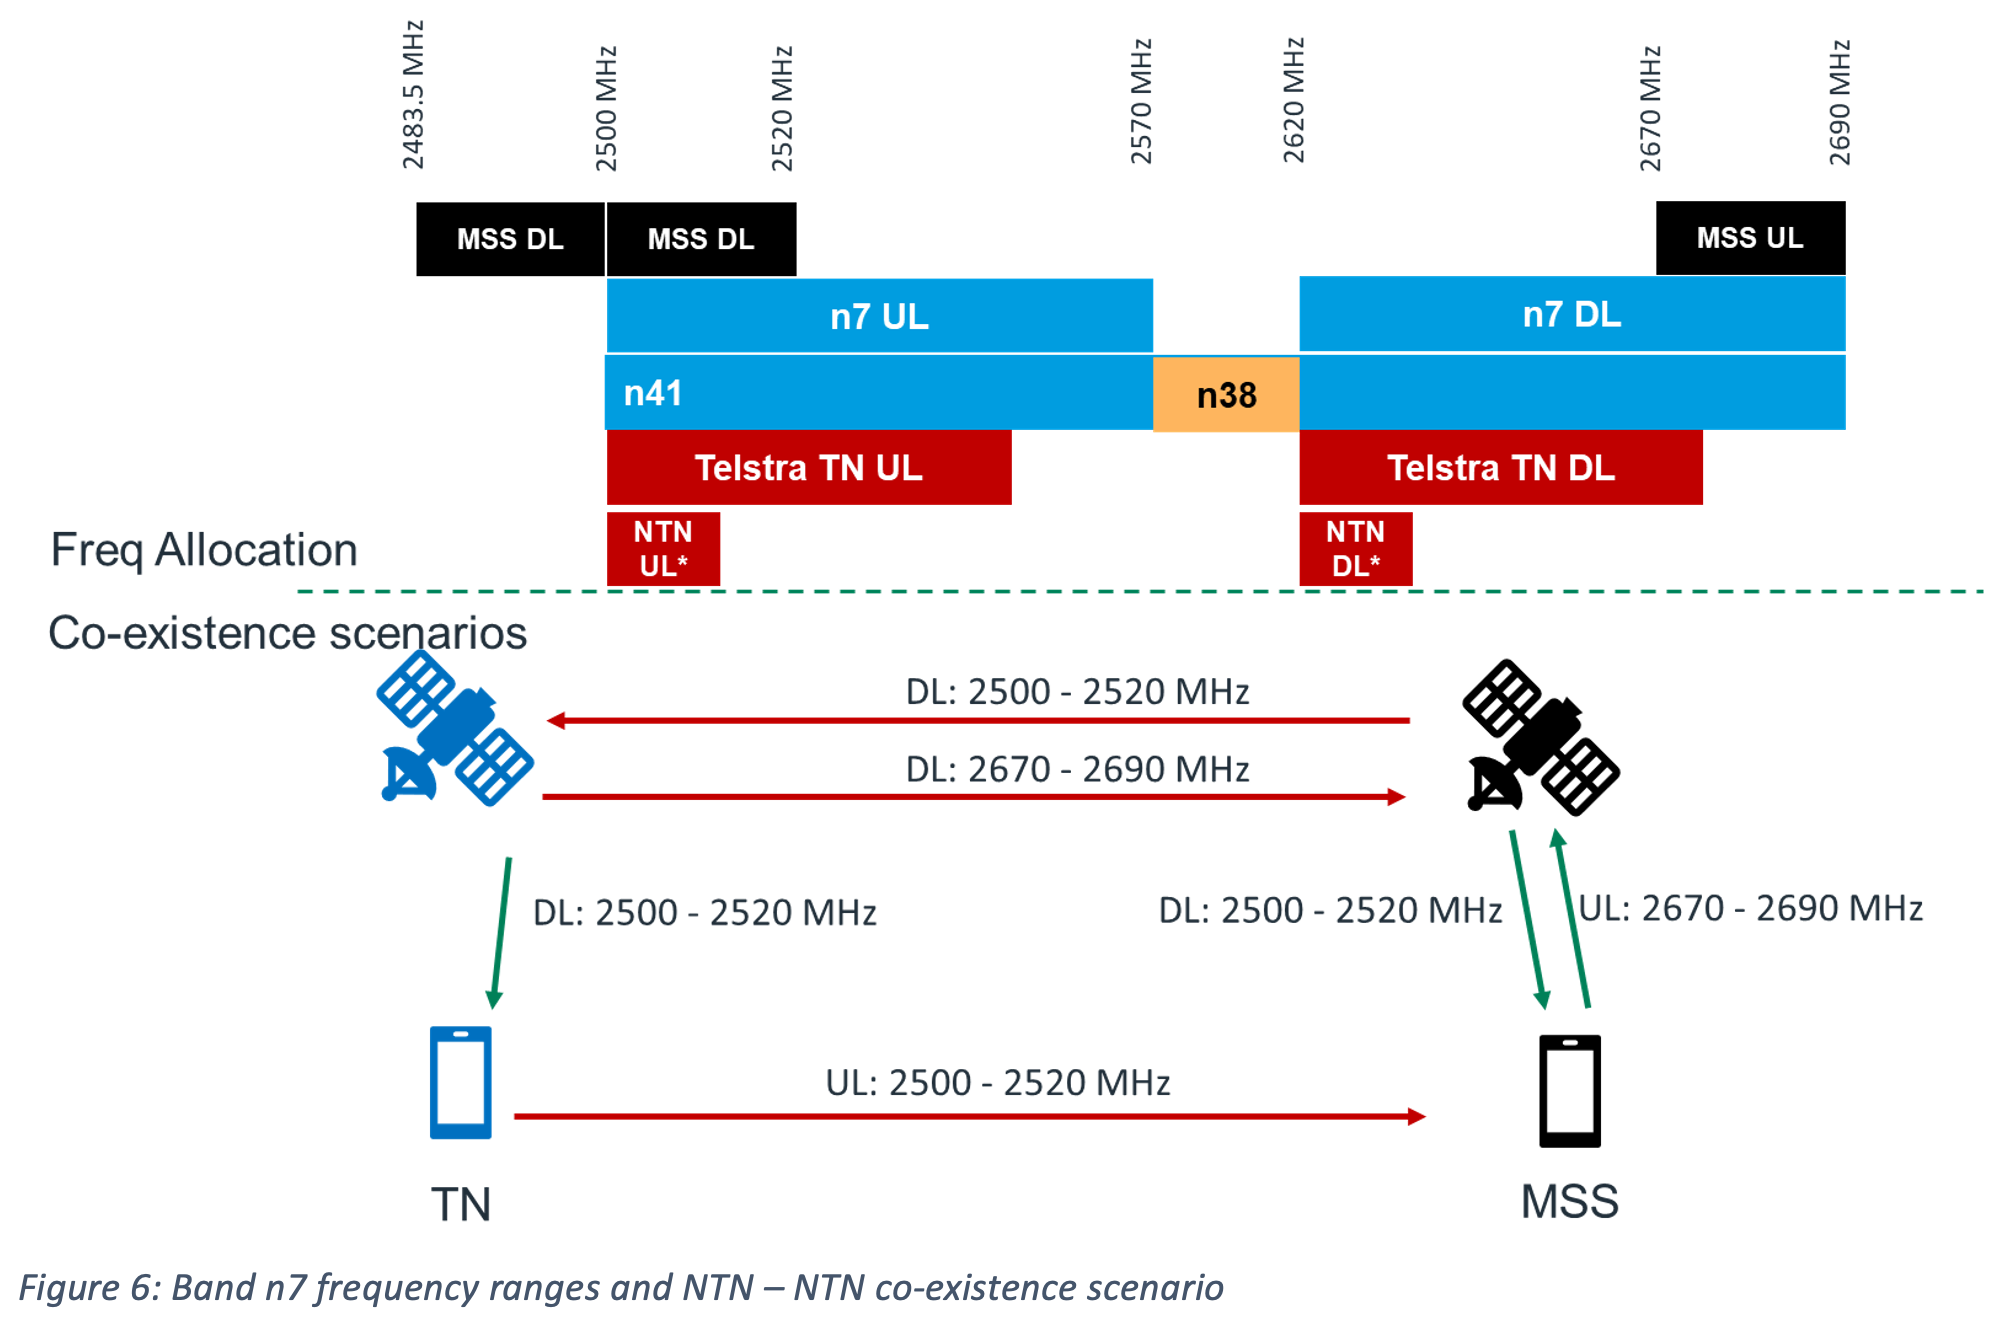 2483.5 MHz
2500 MHz
2520 MHz
2570 MHz
2620 MHz
2670 MHz
2690 MHz
MSS DL
MSS DL
MSS UL
n7 UL
n7 DL
n41
n38
Telstra TN UL
Telstra TN DL
NTN
UL*
NTN
DL*
Freq Allocation
Co-existence scenarios
DL: 2500 - 2520 MHz
DL: 2670 - 2690 MHz
DL: 2500 - 2520 MHz
DL: 2500 - 2520 MHz
UL: 2670 - 2690 MHz
UL: 2500 - 2520 MHz
TN
MSS
Figure 6: Band n7 frequency ranges and NTN – NTN co-existence scenario